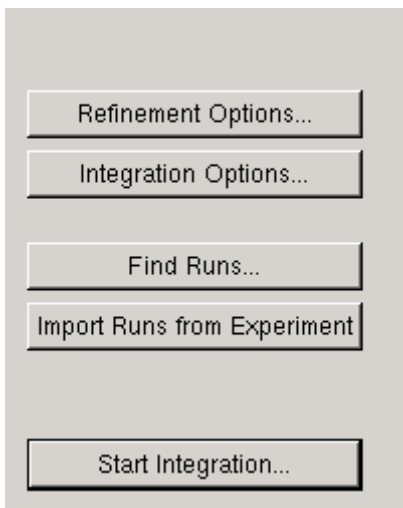 Refinement Options...
Integration Options...
Find Runs...
Import Runs from Experiment
Start Integration...